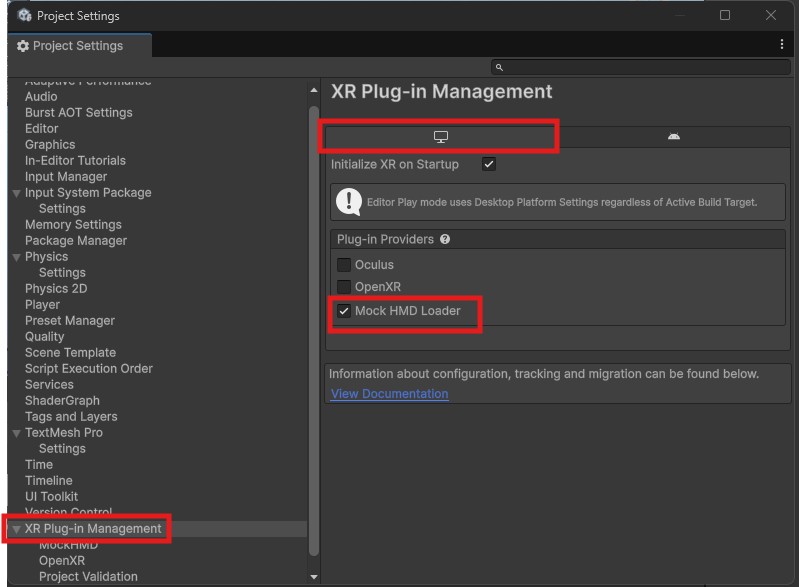 Project Settings
Project Settings
Adaptive Performance
Audio
Burst AOT Settings
Editor
Graphics
In-Editor Tutorials
Input Manager
Input System Package
Settings
Memory Settings
Package Manager
Physics
Settings
Physics 2D
Player
Preset Manager
Quality
Scene Template
Script Execution Order
Services
ShaderGraph
Tags and Layers
TextMesh Pro
Settings
Time
Timeline
UI Toolkit
Version Control
XR Plug-in Management
MockHMD
OpenXR
Project Validation
XR Plug-in Management
Initialize XR on Startup
Editor Play mode uses Desktop Platform Settings regardless of Active Build Target.
Plug-in Providers
Oculus
OpenXR
Mock HMD Loader
Information about configuration, tracking and migration can be found below.
View Documentation